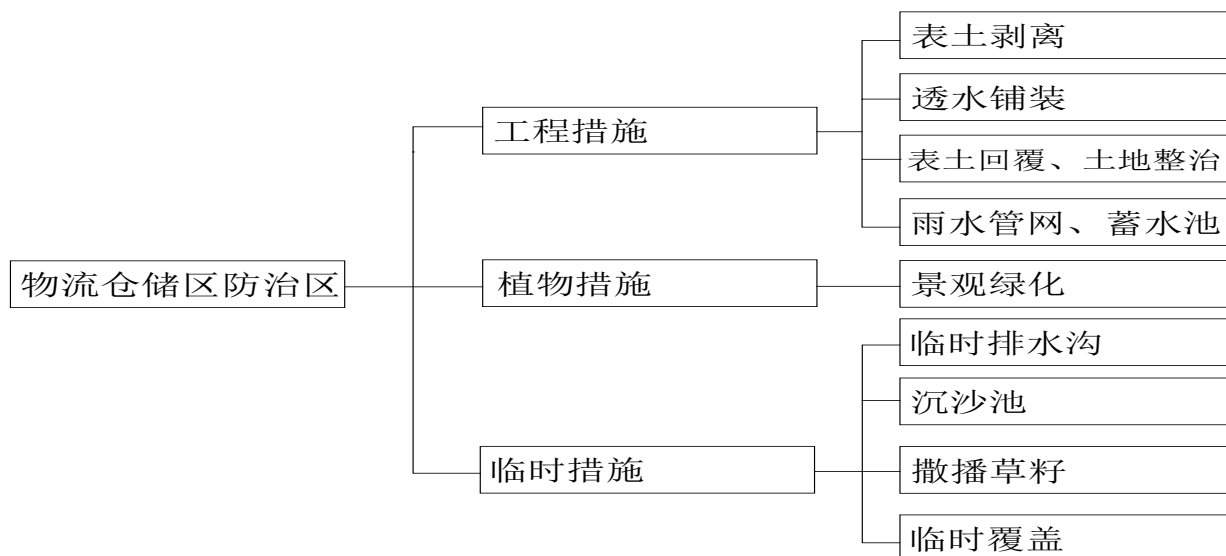 表土剥离
透水铺装
工程措施
表土回覆、土地整治
雨水管网、蓄水池
物流仓储区防治区
植物措施
景观绿化
临时排水沟
沉沙池
临时措施
撒播草籽
临时覆盖